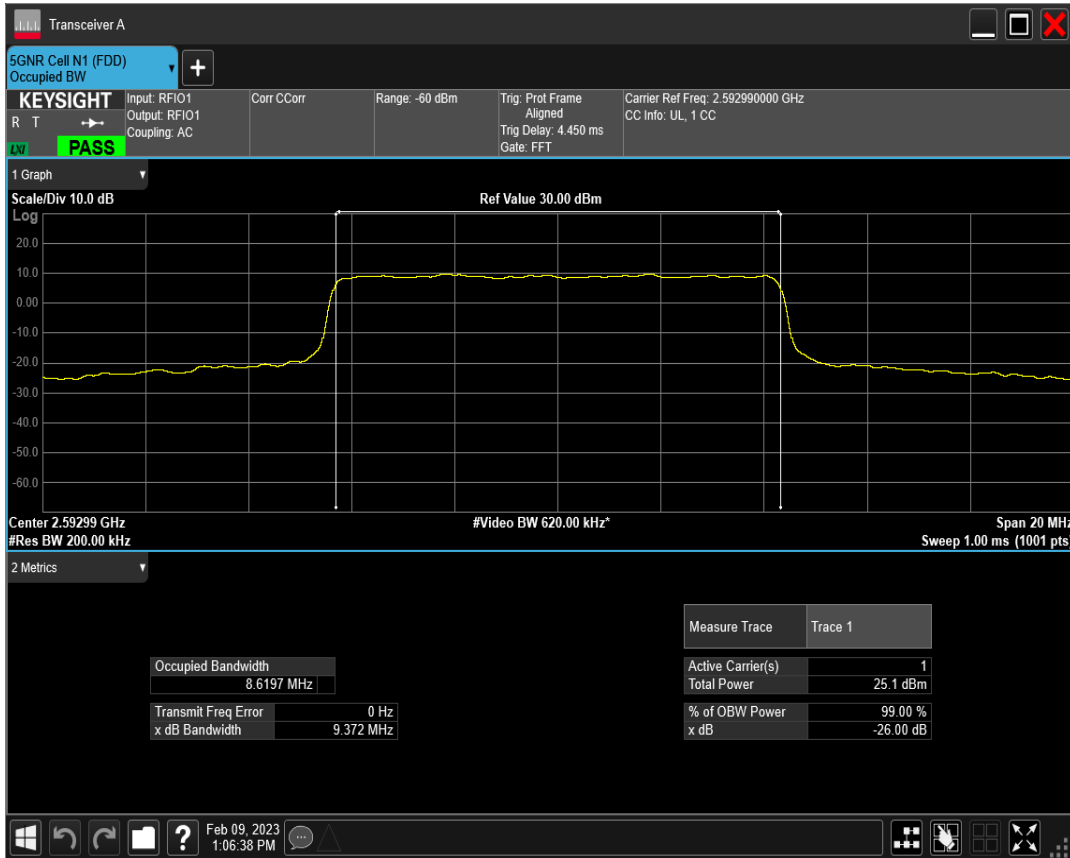 Transceiver A
5GNR Cell N1 (FDD)
Occupied BW
+
KEYSIGHT
R T
LXI
PASS
Input: RFIO1
Output: RFIO1
Coupling: AC
Corr CCorr
Range: -60 dBm
Trig: Prot Frame
Aligned
Trig Delay: 4.450 ms
Gate: FFT
Carrier Ref Freq: 2.592990000 GHz
CC Info: UL, 1 CC
1 Graph
Scale/Div 10.0 dB
Ref Value 30.00 dBm
Log
20.0
10.0
0.00
-10.0
-20.0
-30.0
-40.0
-50.0
-60.0
Center 2.59299 GHz
#Video BW 620.00 kHz*
Span 20 MHz
#Res BW 200.00 kHz
Sweep 1.00 ms (1001 pts)
2 Metrics
Measure Trace Trace 1
Occupied Bandwidth
8.6197 MHz
Active Carrier(s) 1
Total Power 25.1 dBm
Transmit Freq Error 0 Hz
x dB Bandwidth 9.372 MHz
% of OBW Power 99.00 %
x dB -26.00 dB
?
Feb 09, 2023
1:06:38 PM